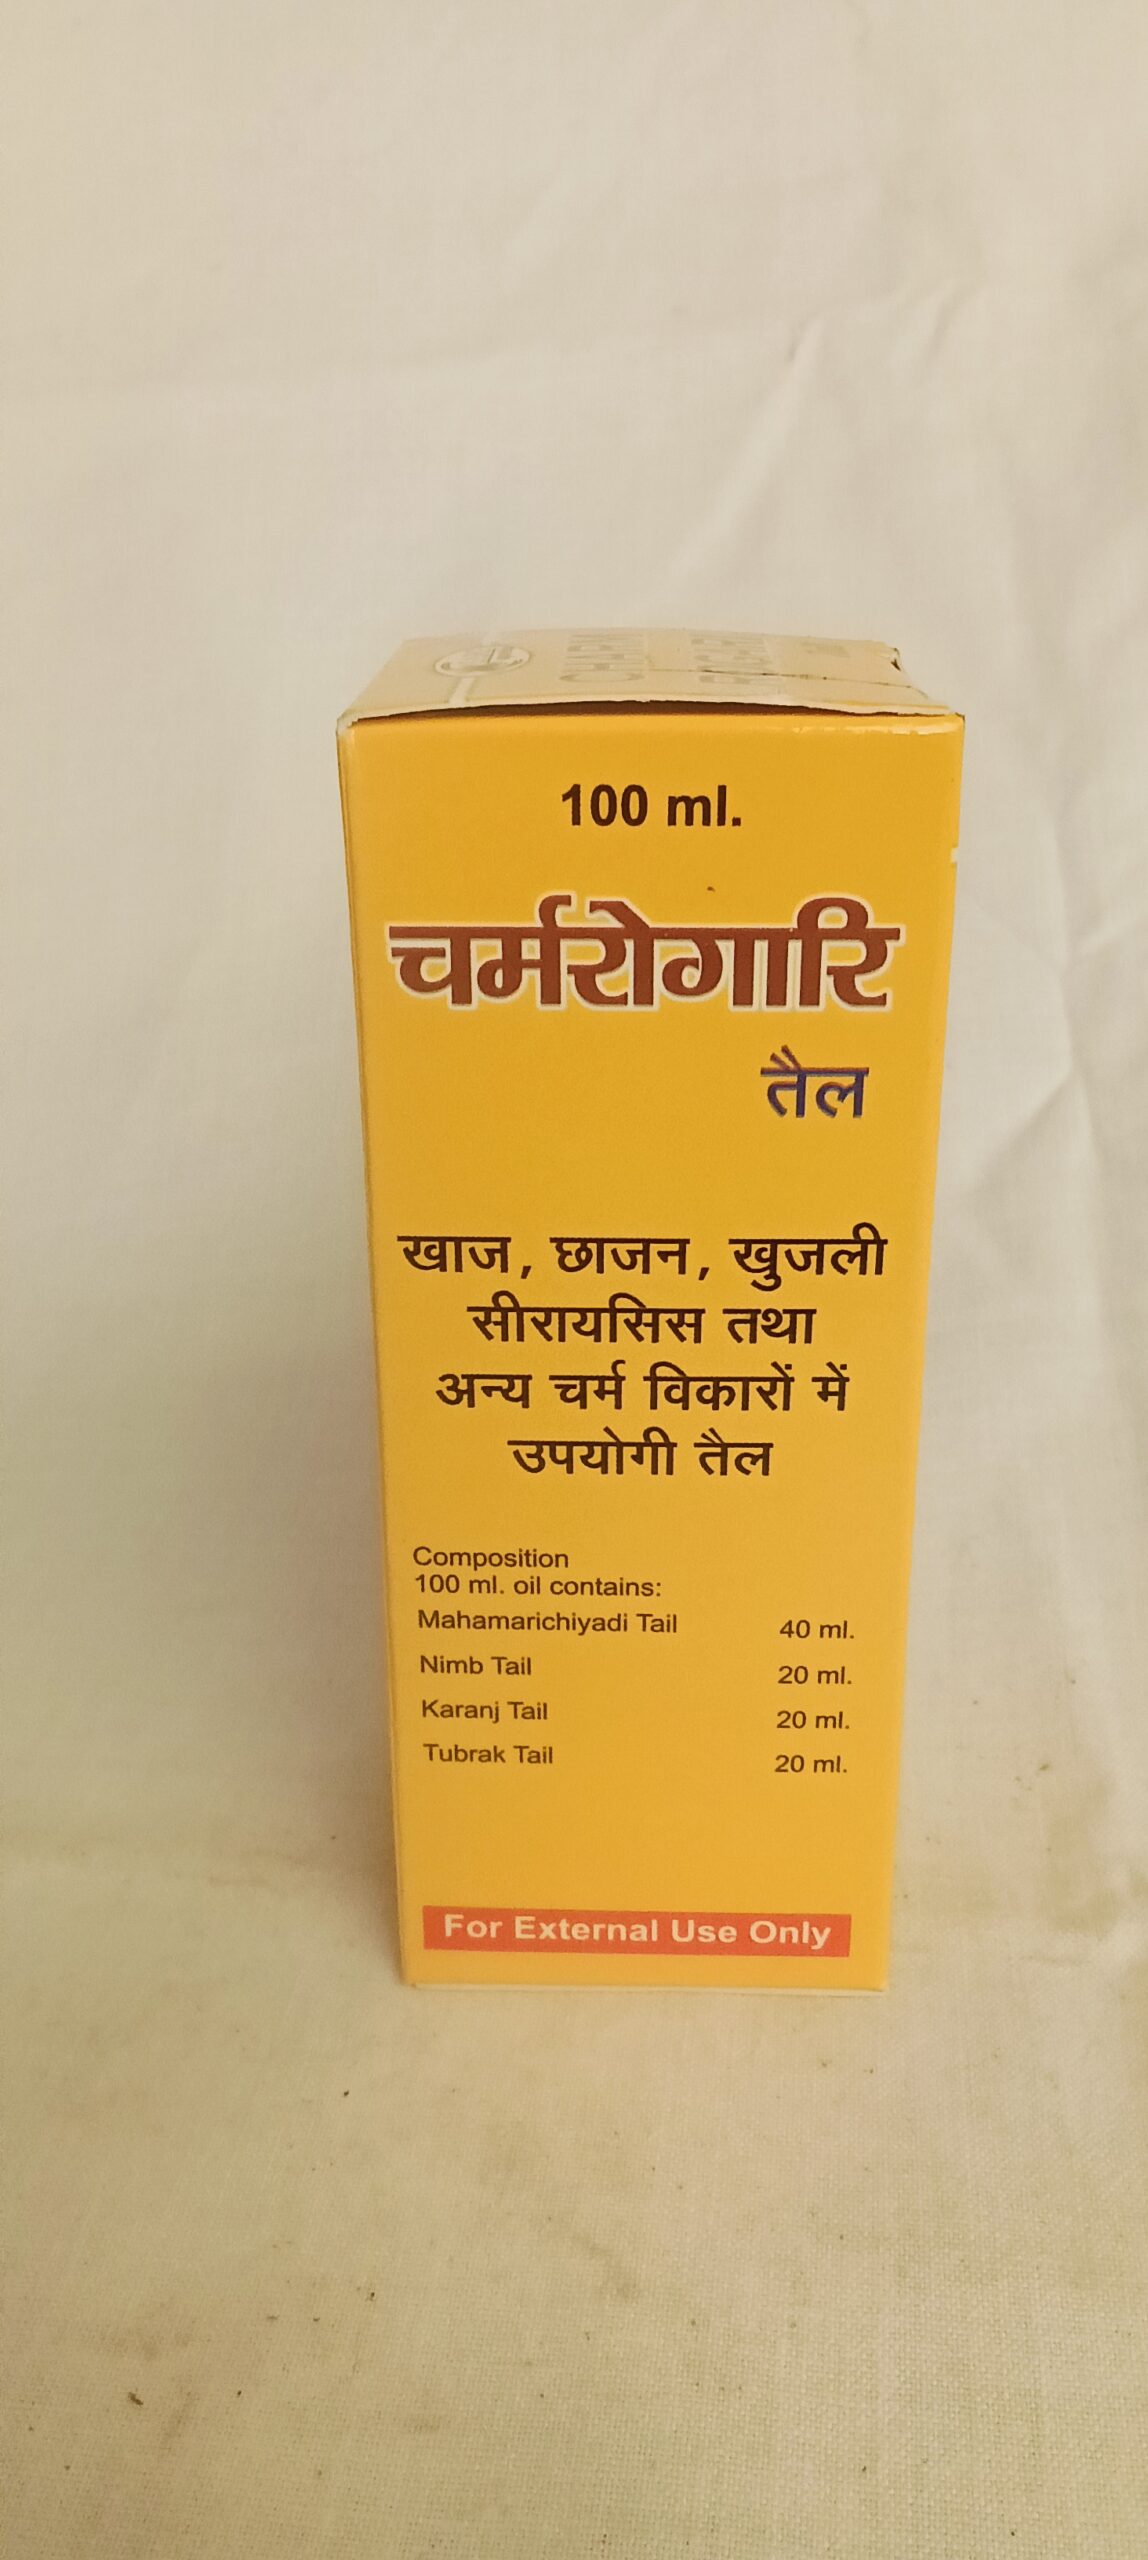 100 ml.
चर्मरोगारि
तैल
खाज, छाजन, खुजली
सीरायसिस तथा
अन्य चर्म विकारों में
उपयोगी तैल
Composition
100 ml. oil contains:
Mahamarichiyadi Tail 40 ml.
Nimb Tail 20 ml.
Karanj Tail 20 ml.
Tubrak Tail 20 ml.
For External Use Only